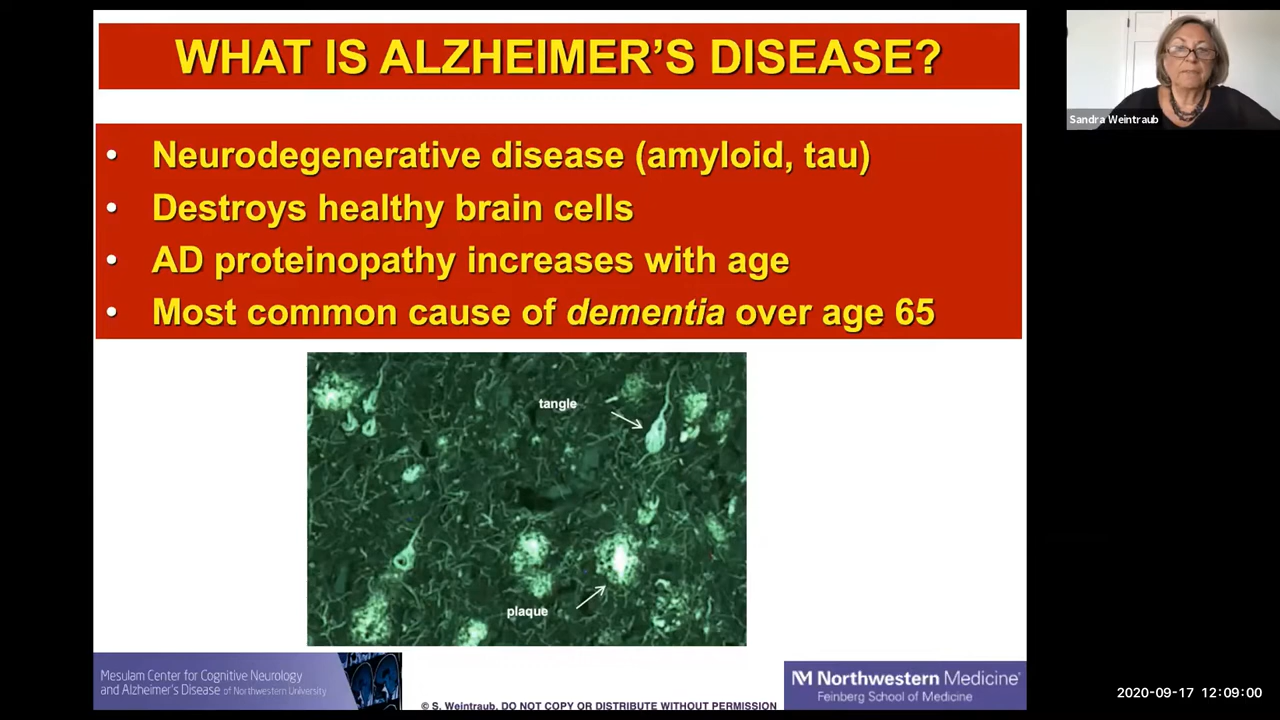 WHAT IS ALZHEIMER'S DISEASE?
Sandra Weintraub
• Neurodegenerative disease (amyloid, tau)
• Destroys healthy brain cells
• AD proteinopathy increases with age
• Most common cause of dementia over age 65
tangle
plaque
Mesulam Center for Cognitive Neurology
and Alzheimer's Disease of Northwestern University
Northwestern Medicine®
Feinberg School of Medicine
© S. Weintraub, DO NOT COPY OR DISTRIBUTE WITHOUT PERMISSION
2020-09-17 12:09:00